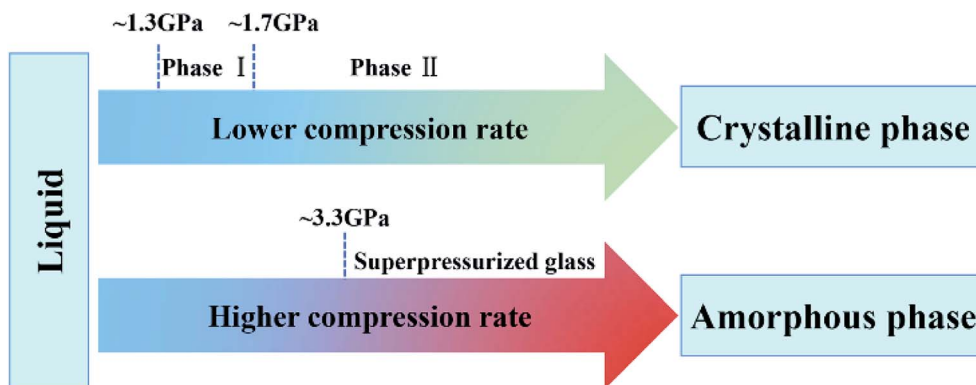 ~1.3GPa ~1.7GPa
Phase Ⅰ Phase Ⅱ
Lower compression rate
Crystalline phase
Liquid
~3.3GPa
Superpressurized glass
Higher compression rate
Amorphous phase